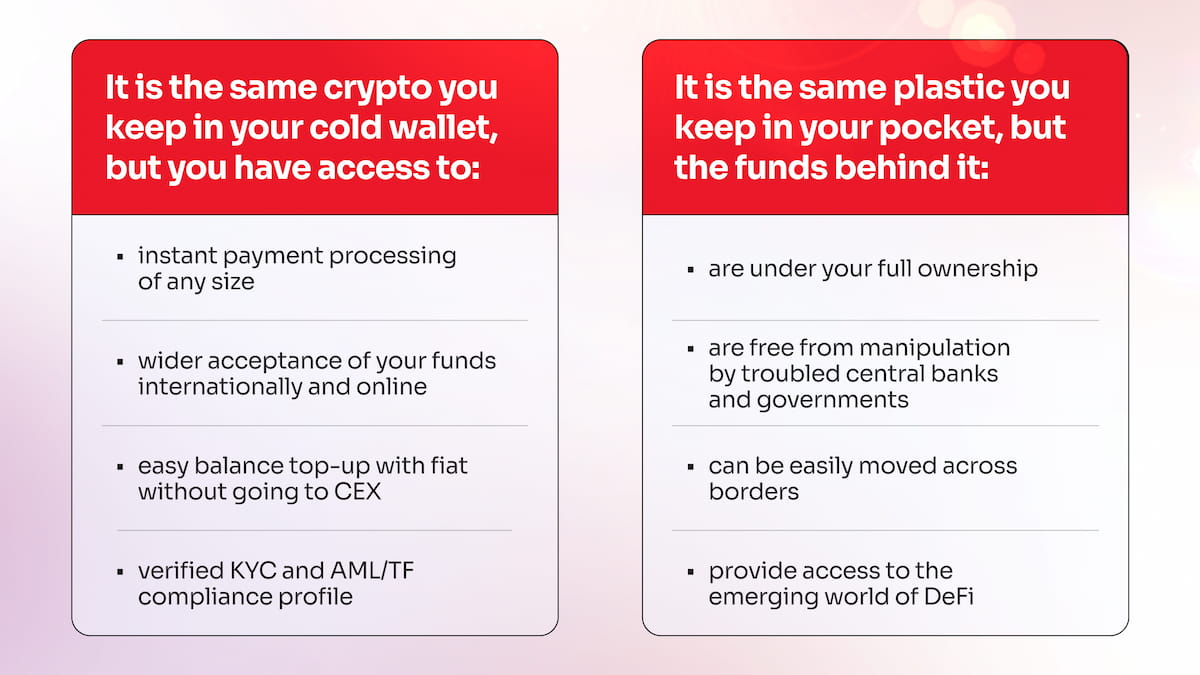 It is the same crypto you
keep in your cold wallet,
but you have access to:
▪ instant payment processing
of any size
▪ wider acceptance of your funds
internationally and online
▪ easy balance top-up with fiat
without going to CEX
▪ verified KYC and AML/TF
compliance profile
It is the same plastic you
keep in your pocket, but
the funds behind it:
▪ are under your full ownership
▪ are free from manipulation
by troubled central banks
and governments
▪ can be easily moved across
borders
▪ provide access to the
emerging world of DeFi